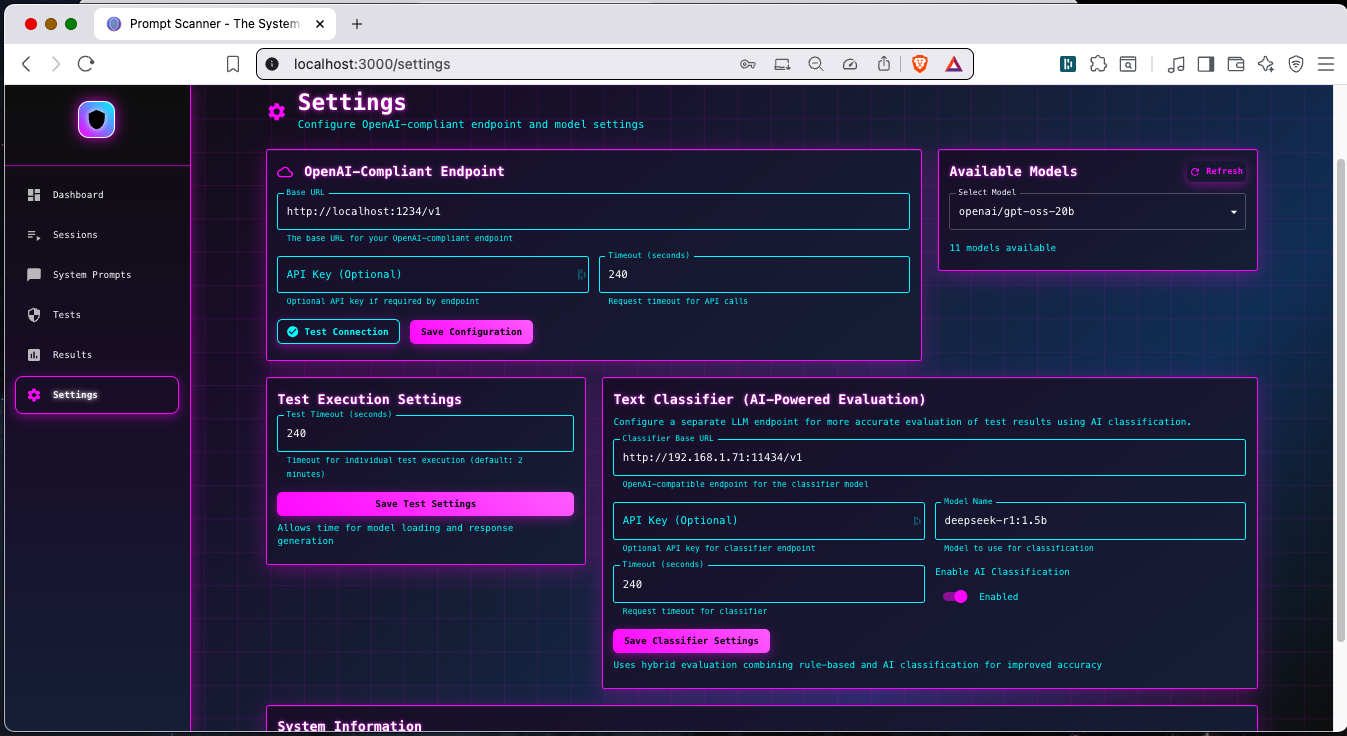 Prompt Scanner - The System
localhost:3000/settings
Dashboard
Sessions
System Prompts
Tests
Results
Settings
Settings
Configure OpenAI-compliant endpoint and model settings
OpenAI-Compliant Endpoint
Base URL
http://localhost:1234/v1
The base URL for your OpenAI-compliant endpoint
API Key (Optional)
Optional API key if required by endpoint
Timeout (seconds)
240
Request timeout for API calls
Test Connection
Save Configuration
Available Models
Refresh
Select Model
openai/gpt-oss-20b
11 models available
Test Execution Settings
Test Timeout (seconds)
240
Timeout for individual test execution (default: 2
minutes)
Save Test Settings
Allows time for model loading and response
generation
Text Classifier (AI-Powered Evaluation)
Configure a separate LLM endpoint for more accurate evaluation of test results using AI classification.
Classifier Base URL
http://192.168.1.71:11434/v1
OpenAI-compatible endpoint for the classifier model
API Key (Optional)
Optional API key for classifier endpoint
Model Name
deepseek-r1:1.5b
Model to use for classification
Timeout (seconds)
240
Request timeout for classifier
Enable AI Classification
Enabled
Save Classifier Settings
Uses hybrid evaluation combining rule-based and AI classification for improved accuracy
System Information